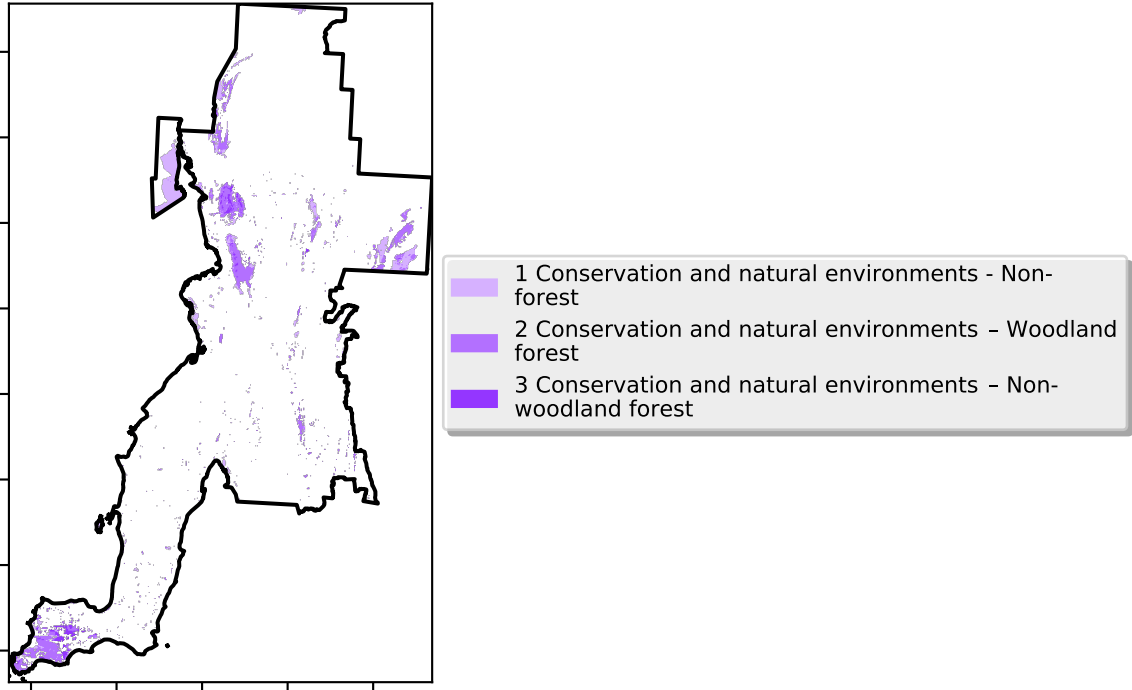 1 Conservation and natural environments - Non-
forest
2 Conservation and natural environments – Woodland
forest
3 Conservation and natural environments – Non-
woodland forest